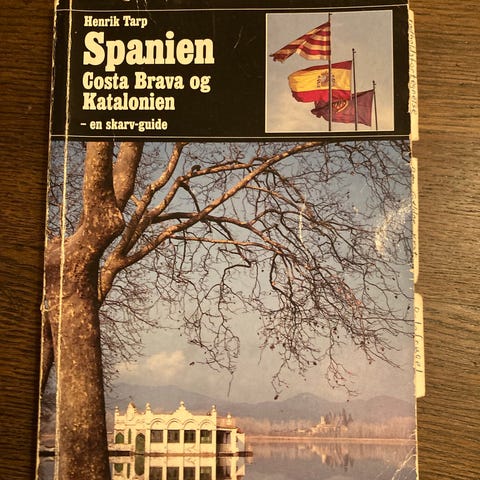 Henrik Tarp
Spanien
Costa Brava og
Katalonien
– en skarv-guide